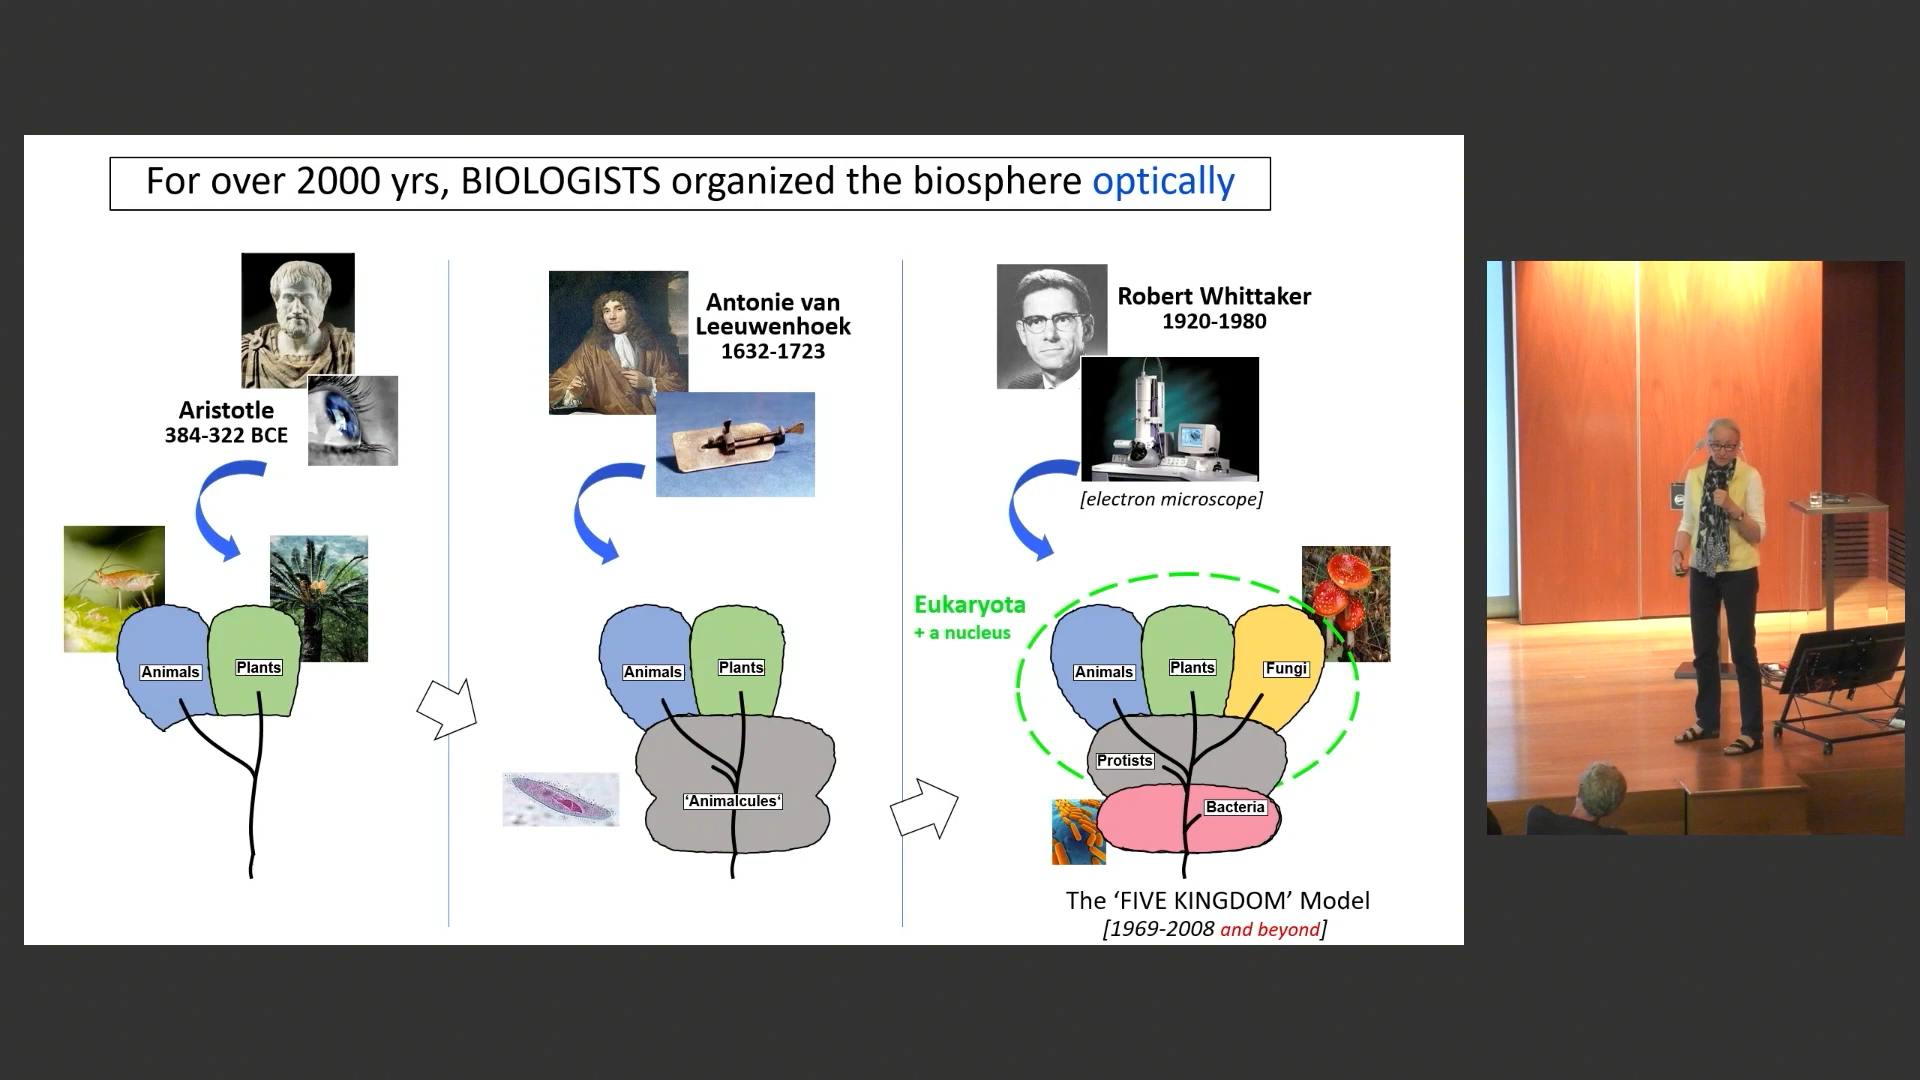 For over 2000 yrs, BIOLOGISTS organized the biosphere optically
Aristotle
384-322 BCE
Animals
Plants
Antonie van
Leeuwenhoek
1632-1723
Animals
Plants
‘Animalcules‘
Robert Whittaker
1920-1980
[electron microscope]
Eukaryota
+ a nucleus
Animals
Plants
Fungi
Protists
Bacteria
The ‘FIVE KINGDOM’ Model
[1969-2008 and beyond]